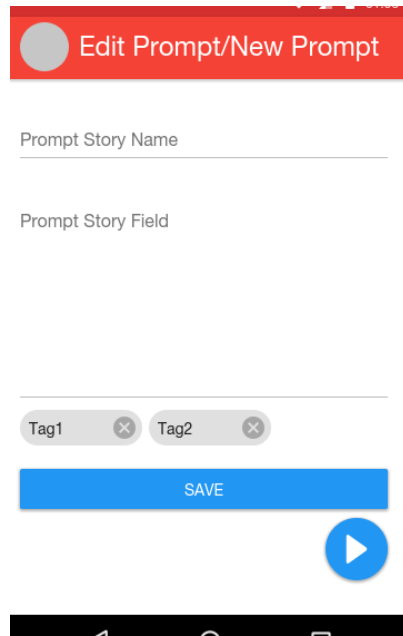 Edit Prompt/New Prompt
Prompt Story Name
Prompt Story Field
Tag1 Tag2
SAVE